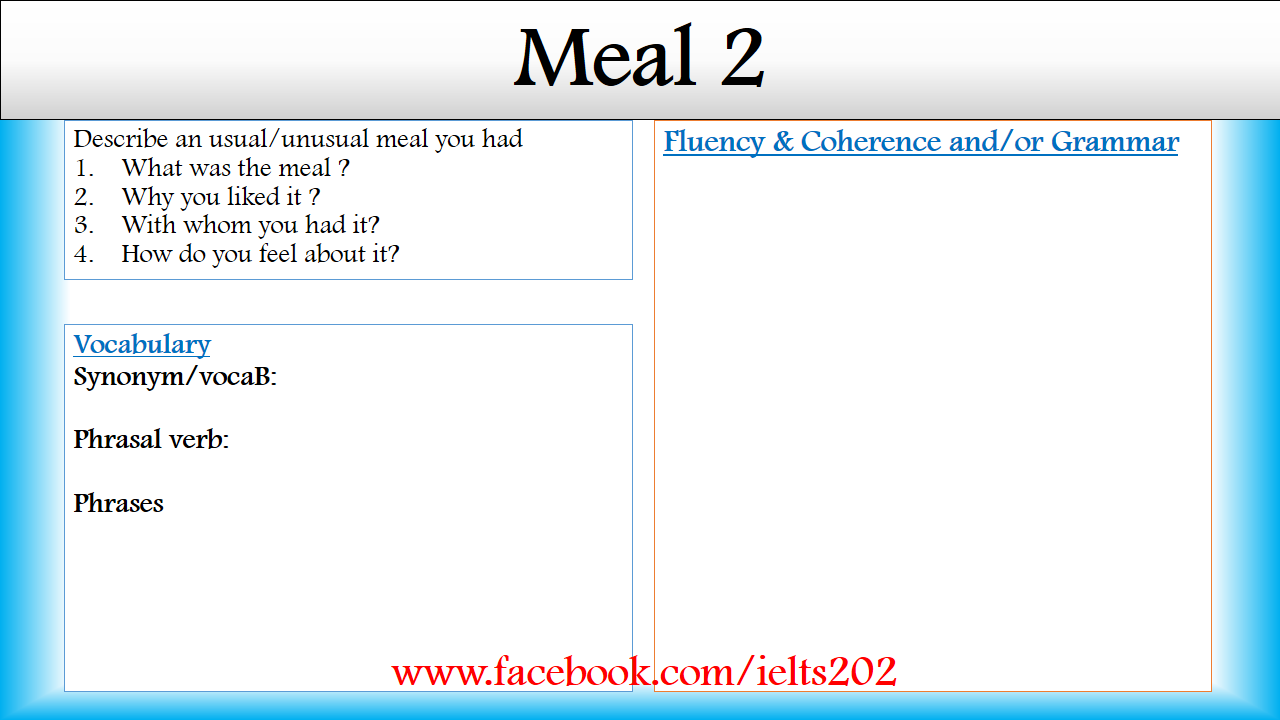 Meal 2
Describe an usual/unusual meal you had
1. What was the meal ?
2. Why you liked it ?
3. With whom you had it?
4. How do you feel about it?
Vocabulary
Synonym/vocaB:
Phrasal verb:
Phrases
Fluency & Coherence and/or Grammar
www.facebook.com/ielts202